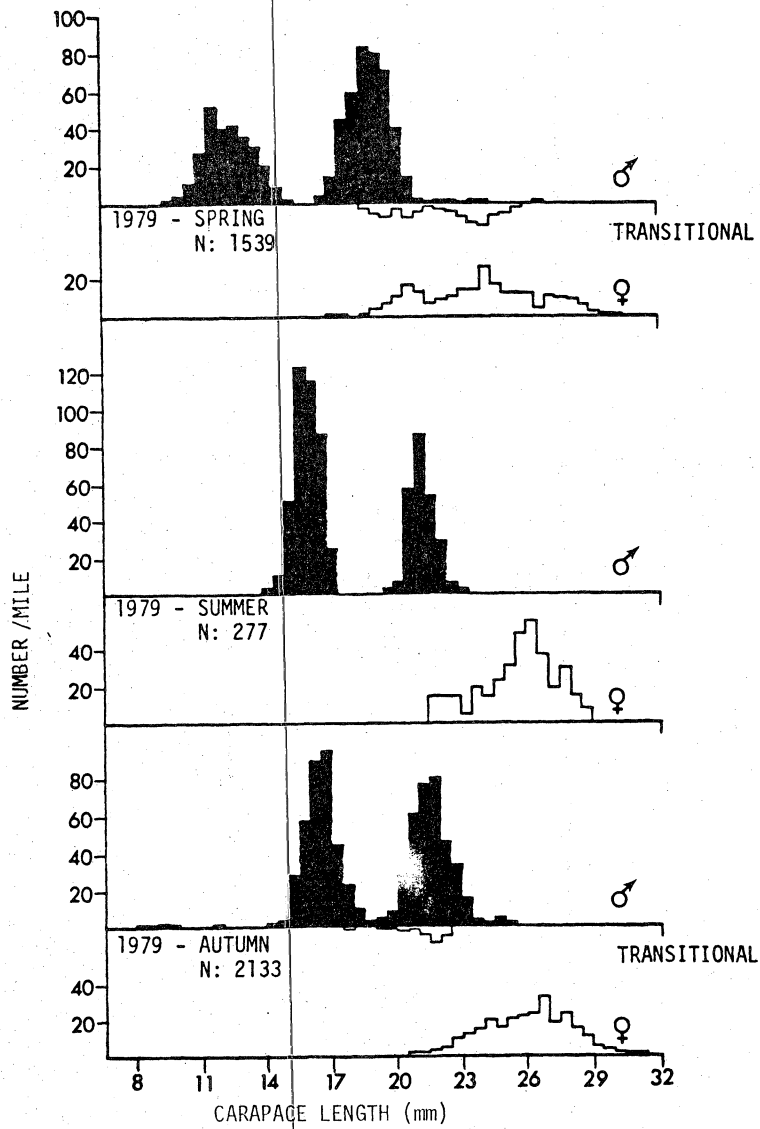 100
80
60
40
20
♂
1979 - SPRING
N: 1539
TRANSITIONAL
20
♀
120
100
80
60
40
20
♂
1979 - SUMMER
N: 277
40
20
♀
80
60
40
20
♂
1979 - AUTUMN
N: 2133
TRANSITIONAL
40
20
♀
8 11 14 17 20 23 26 29 32
CARAPACE LENGTH (mm)
NUMBER/MILE